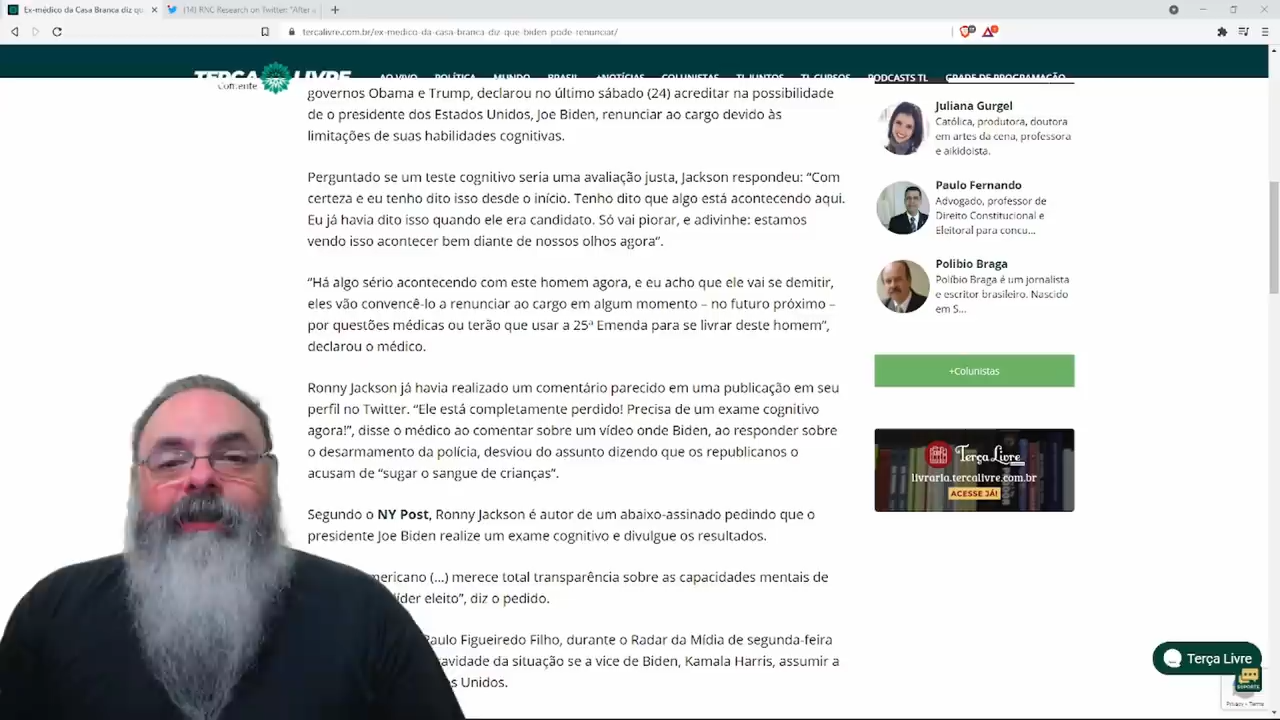 Ex-médico da Casa Branca diz qu
(14) RNC Research on Twitter: "After a
tercalivre.com.br/ex-medico-da-casa-branca-diz-que-biden-pode-renunciar/
TERÇA LIVRE
AO VIVO POLÍTICA MUNDO BRASIL +NOTÍCIAS COLUNISTAS TL JUNTOS TL CURSOS PODCASTS TL GRADE DE PROGRAMAÇÃO
governos Obama e Trump, declarou no último sábado (24) acreditar na possibilidade
de o presidente dos Estados Unidos, Joe Biden, renunciar ao cargo devido às
limitações de suas habilidades cognitivas.
Perguntado se um teste cognitivo seria uma avaliação justa, Jackson respondeu: “Com
certeza e eu tenho dito isso desde o início. Tenho dito que algo está acontecendo aqui.
Eu já havia dito isso quando ele era candidato. Só vai piorar, e adivinhe: estamos
vendo isso acontecer bem diante de nossos olhos agora”.
“Há algo sério acontecendo com este homem agora, e eu acho que ele vai se demitir,
eles vão convencê-lo a renunciar ao cargo em algum momento – no futuro próximo –
por questões médicas ou terão que usar a 25ª Emenda para se livrar deste homem”,
declarou o médico.
Ronny Jackson já havia realizado um comentário parecido em uma publicação em seu
perfil no Twitter. “Ele está completamente perdido! Precisa de um exame cognitivo
agora!”, disse o médico ao comentar sobre um vídeo onde Biden, ao responder sobre
o desarmamento da polícia, desviou do assunto dizendo que os republicanos o
acusam de “sugar o sangue de crianças”.
Segundo o NY Post, Ronny Jackson é autor de um abaixo-assinado pedindo que o
presidente Joe Biden realize um exame cognitivo e divulgue os resultados.
mericano (...) merece total transparência sobre as capacidades mentais de
íder eleito”, diz o pedido.
Paulo Figueiredo Filho, durante o Radar da Mídia de segunda-feira
avidade da situação se a vice de Biden, Kamala Harris, assumir a
s Unidos.
Juliana Gurgel
Católica, produtora, doutora
em artes da cena, professora
e aikidoista.
Paulo Fernando
Advogado, professor de
Direito Constitucional e
Eleitoral para concu...
Polibio Braga
Políbio Braga é um jornalista
e escritor brasileiro. Nascido
em S...
+Colunistas
Terça Livre
livraria.tercalivre.com.br
ACESSE JÁ!
Terça Livre
SUPORTE
Privacy - Terms